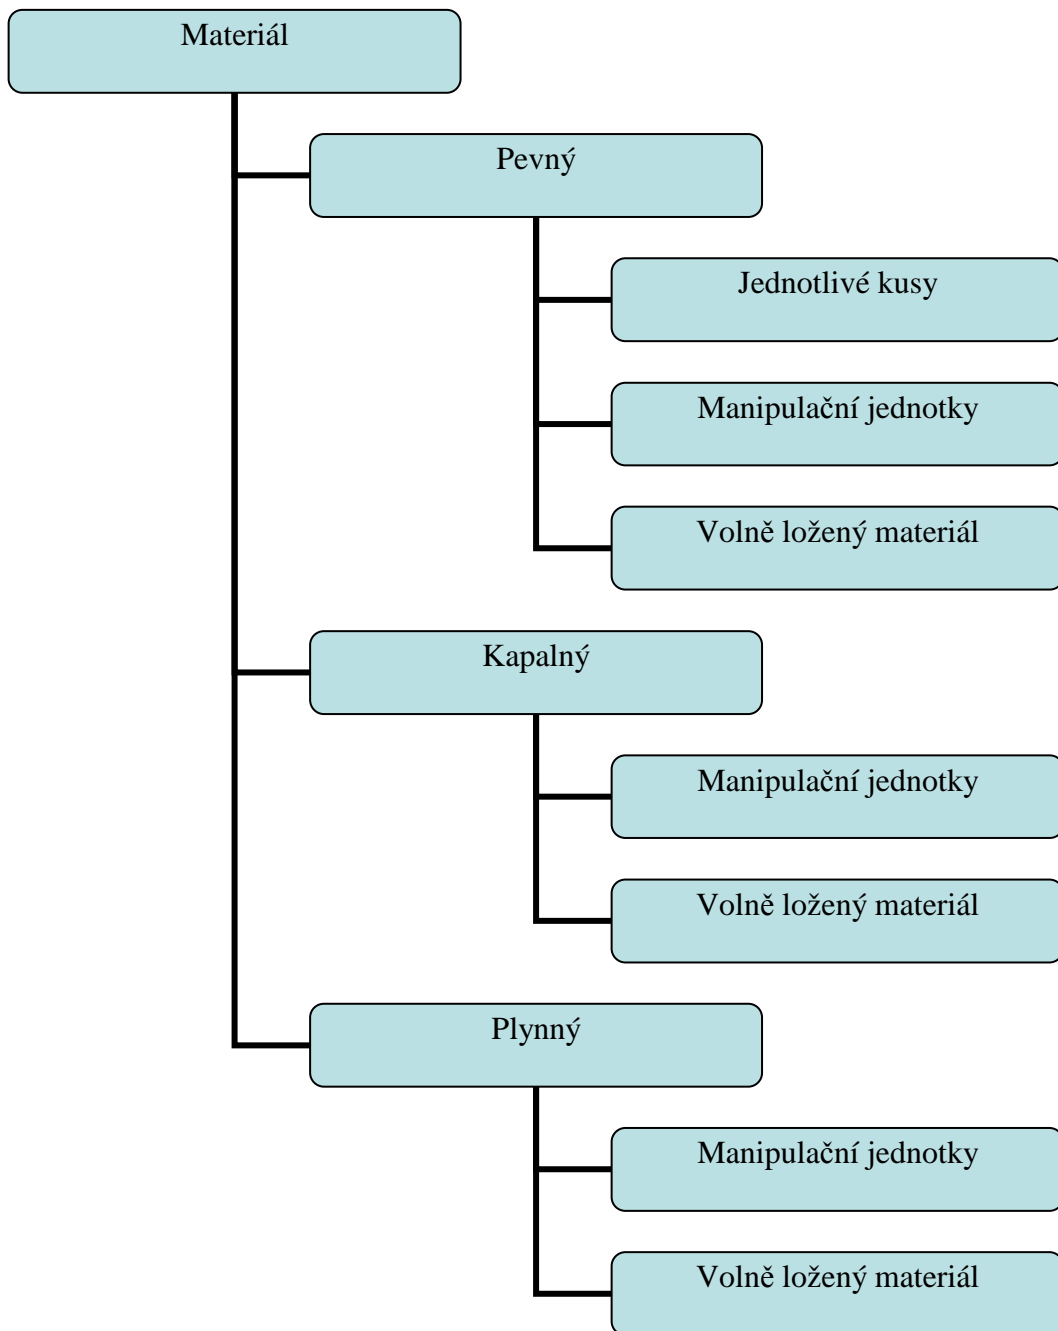 Materiál
Pevný
Jednotlivé kusy
Manipulační jednotky
Volně ložený materiál
Kapalný
Manipulační jednotky
Volně ložený materiál
Plynný
Manipulační jednotky
Volně ložený materiál